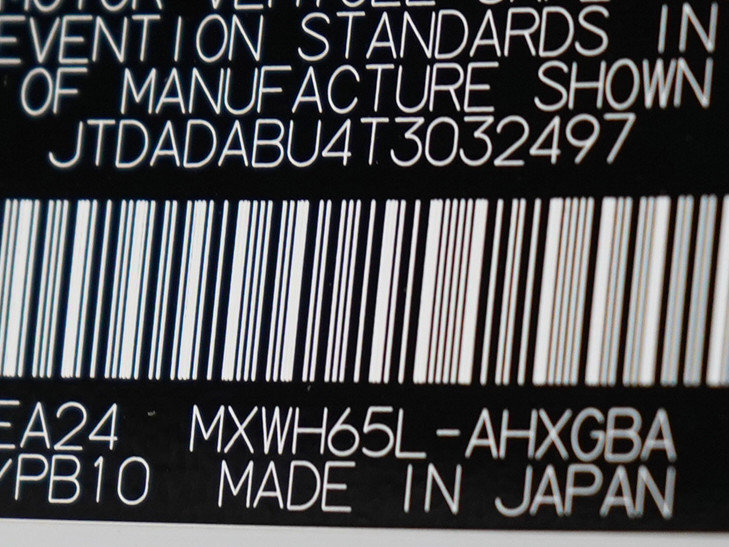 EVENTION STANDARDS IN
OF MANUFACTURE SHOWN
JTDADABU4T3032497
EA24 MXWH65L-AHXGBA
YPB10 MADE IN JAPAN